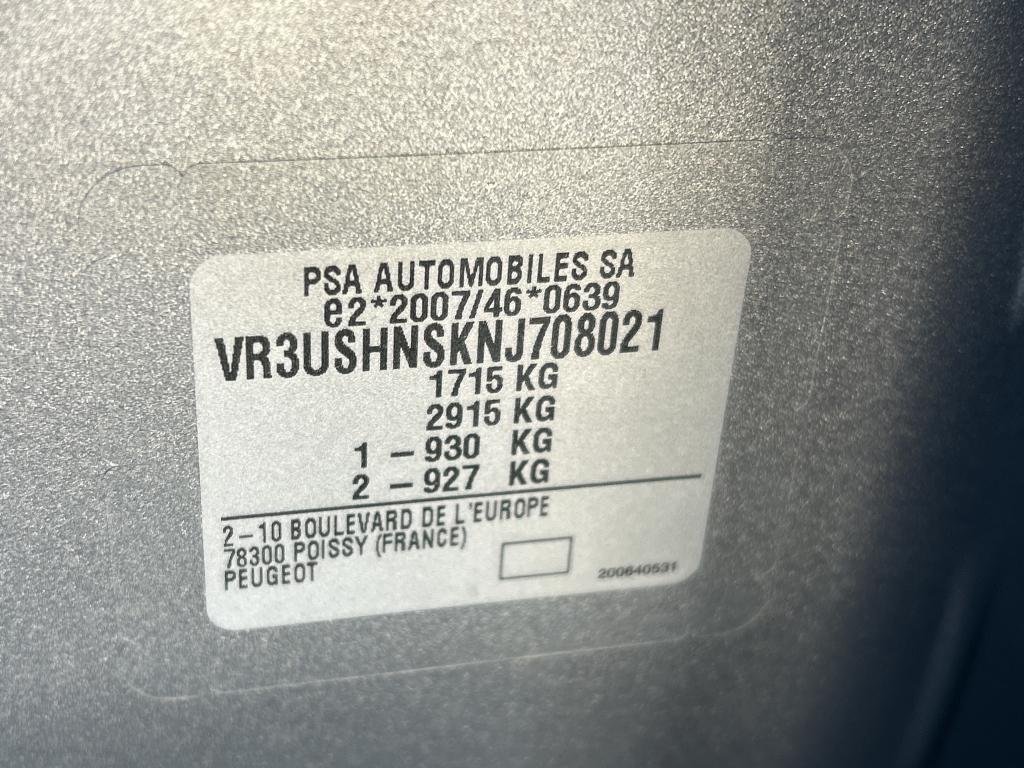 PSA AUTOMOBILES SA
e2*2007/46*0639
VR3USHNSKNJ708021
1715 KG
2915 KG
1 – 930 KG
2 – 927 KG
2–10 BOULEVARD DE L'EUROPE
78300 POISSY (FRANCE)
PEUGEOT
200640531